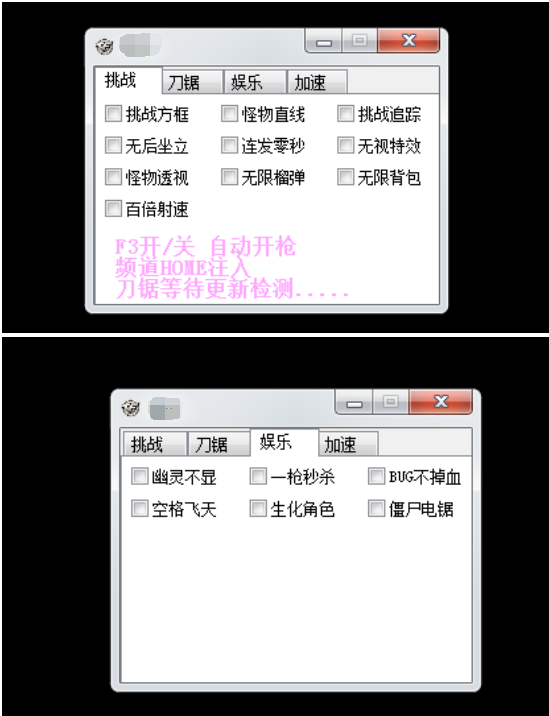 挑战 刀锯 娱乐 加速
挑战方框 怪物直线 挑战追踪
无后坐立 连发零秒 无视特效
怪物透视 无限榴弹 无限背包
百倍射速
F3开/关 自动开枪
频道HOME注入
刀锯等待更新检测.....
挑战 刀锯 娱乐 加速
幽灵不显 一枪秒杀 BUG不掉血
空格飞天 生化角色 僵尸电锯